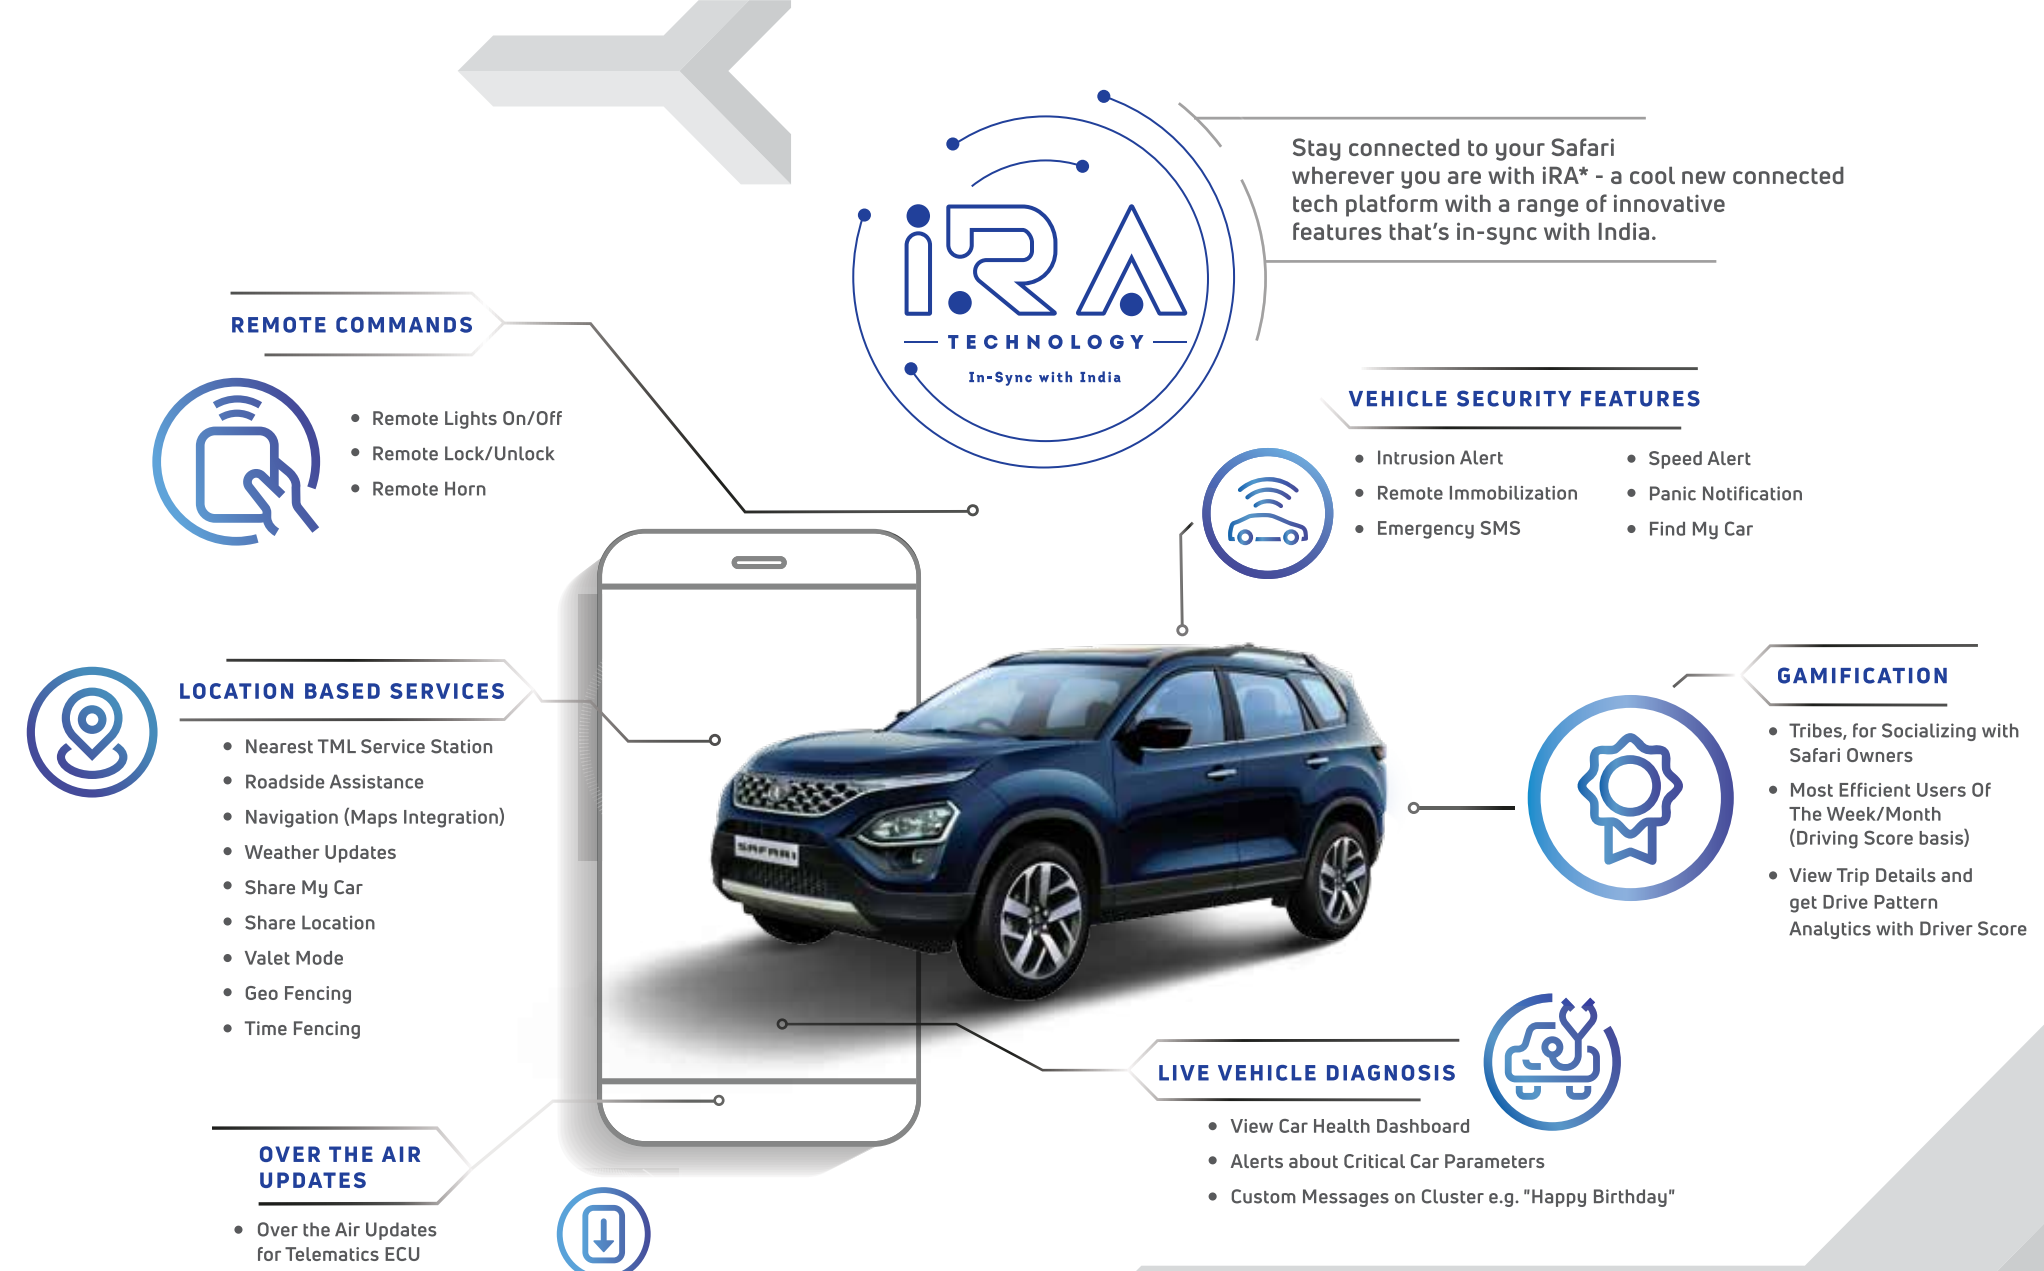 iRA
TECHNOLOGY
In-Sync with India
Stay connected to your Safari
wherever you are with iRA* - a cool new connected
tech platform with a range of innovative
features that's in-sync with India.
REMOTE COMMANDS
• Remote Lights On/Off
• Remote Lock/Unlock
• Remote Horn
VEHICLE SECURITY FEATURES
• Intrusion Alert
• Remote Immobilization
• Emergency SMS
• Speed Alert
• Panic Notification
• Find My Car
LOCATION BASED SERVICES
• Nearest TML Service Station
• Roadside Assistance
• Navigation (Maps Integration)
• Weather Updates
• Share My Car
• Share Location
• Valet Mode
• Geo Fencing
• Time Fencing
SAFARI
GAMIFICATION
• Tribes, for Socializing with
Safari Owners
• Most Efficient Users Of
The Week/Month
(Driving Score basis)
• View Trip Details and
get Drive Pattern
Analytics with Driver Score
LIVE VEHICLE DIAGNOSIS
• View Car Health Dashboard
• Alerts about Critical Car Parameters
• Custom Messages on Cluster e.g. "Happy Birthday"
OVER THE AIR
UPDATES
• Over the Air Updates
for Telematics ECU